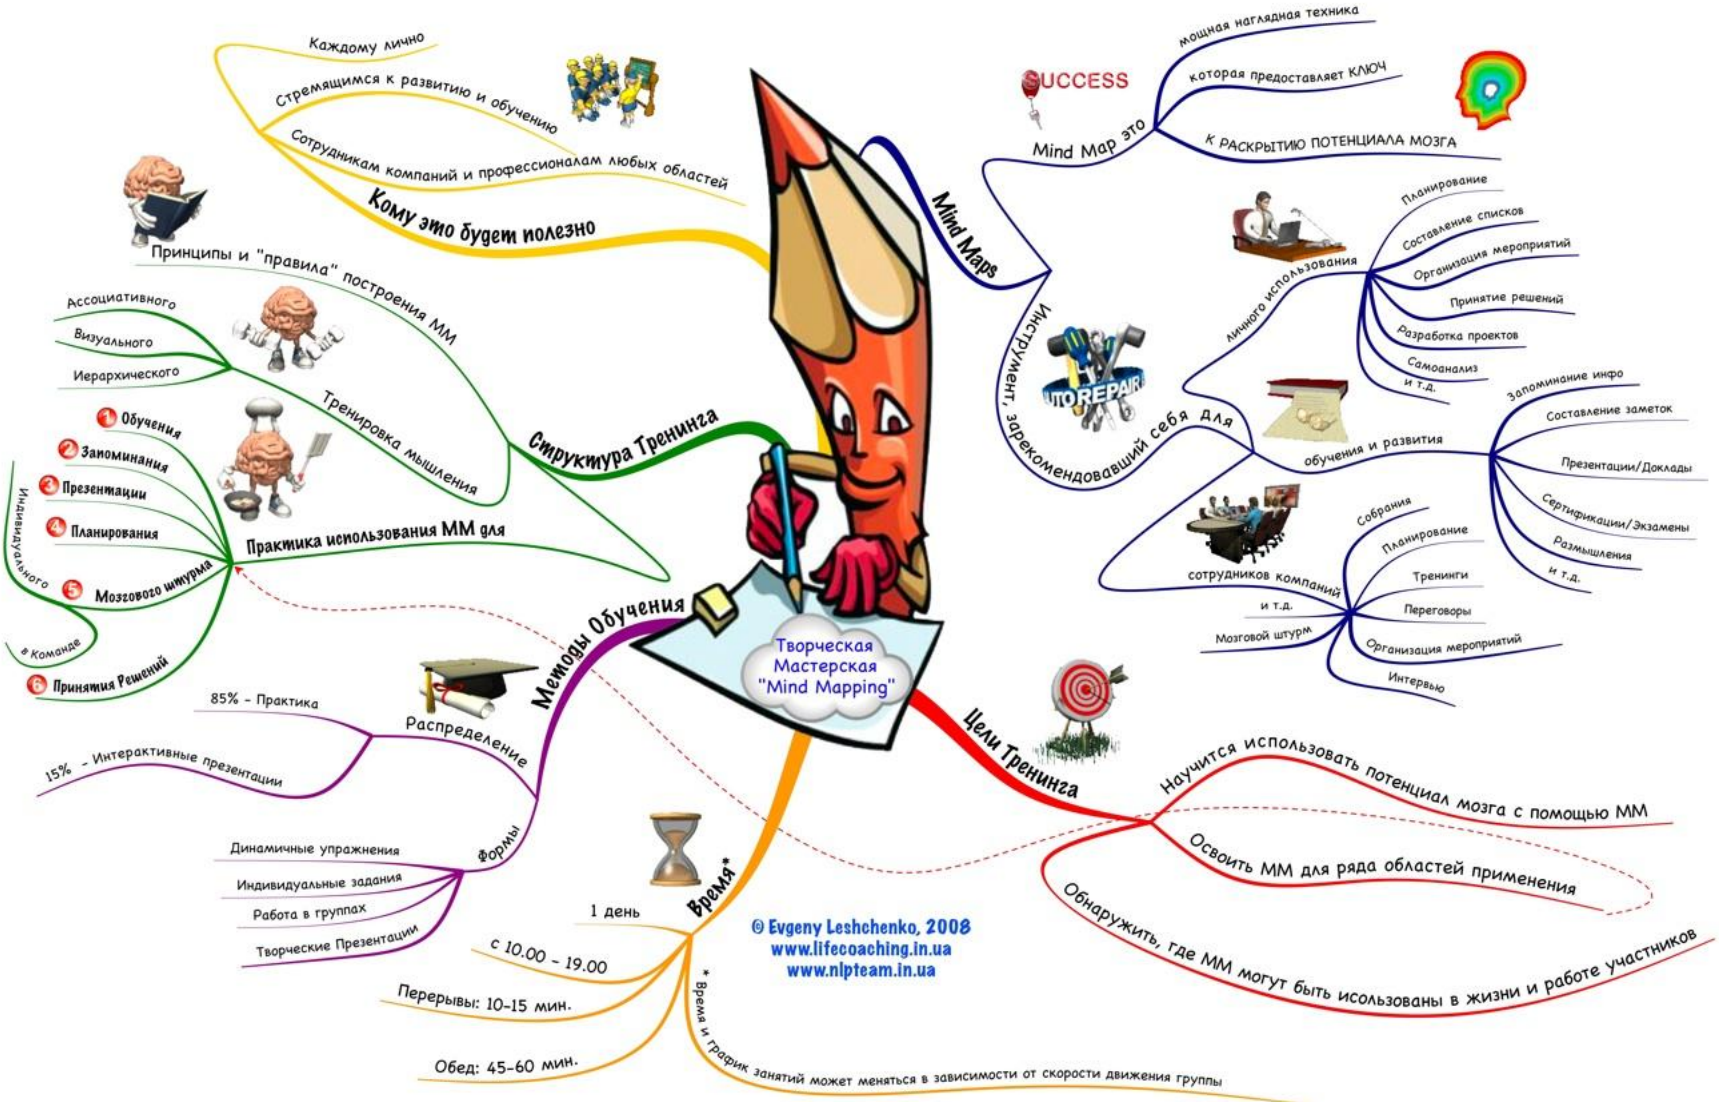 Творческая
Мастерская
"Mind Mapping"
Mind Maps
Mind Map это
мощная наглядная техника
которая предоставляет КЛЮЧ
К РАСКРЫТИЮ ПОТЕНЦИАЛА МОЗГА
SUCCESS
Инструмент, зарекомендовавший себя для
UTOREPAIR
личного использования
Планирование
Составление списков
Организация мероприятий
Принятие решений
Разработка проектов
Самоанализ
и т.д.
обучения и развития
Запоминание инфо
Составление заметок
Презентации/Доклады
Сертификации/Экзамены
Размышления
и т.д.
сотрудников компаний
Собрания
Планирование
Тренинги
Переговоры
Организация мероприятий
Интервью
Мозговой штурм
и т.д.
Цели Тренинга
Научится использовать потенциал мозга с помощью ММ
Освоить ММ для ряда областей применения
Обнаружить, где ММ могут быть исользованы в жизни и работе участников
Время*
1 день
с 10.00 - 19.00
Перерывы: 10-15 мин.
Обед: 45-60 мин.
* Время и график занятий может меняться в зависимости от скорости движения группы
© Evgeny Leshchenko, 2008
www.lifecoaching.in.ua
www.nlpteam.in.ua
Методы Обучения
Распределение
85% - Практика
15% - Интерактивные презентации
Формы
Динамичные упражнения
Индивидуальные задания
Работа в группах
Творческие Презентации
Структура Тренинга
Принципы и "правила" построения ММ
Тренировка мышления
Ассоциативного
Визуального
Иерархического
Практика использования ММ для
1 Обучения
2 Запоминания
3 Презентации
4 Планирования
5 Мозгового штурма
Индивидуального
в Команде
6 Принятия Решений
Кому это будет полезно
Каждому лично
Стремящимся к развитию и обучению
Сотрудникам компаний и профессионалам любых областей